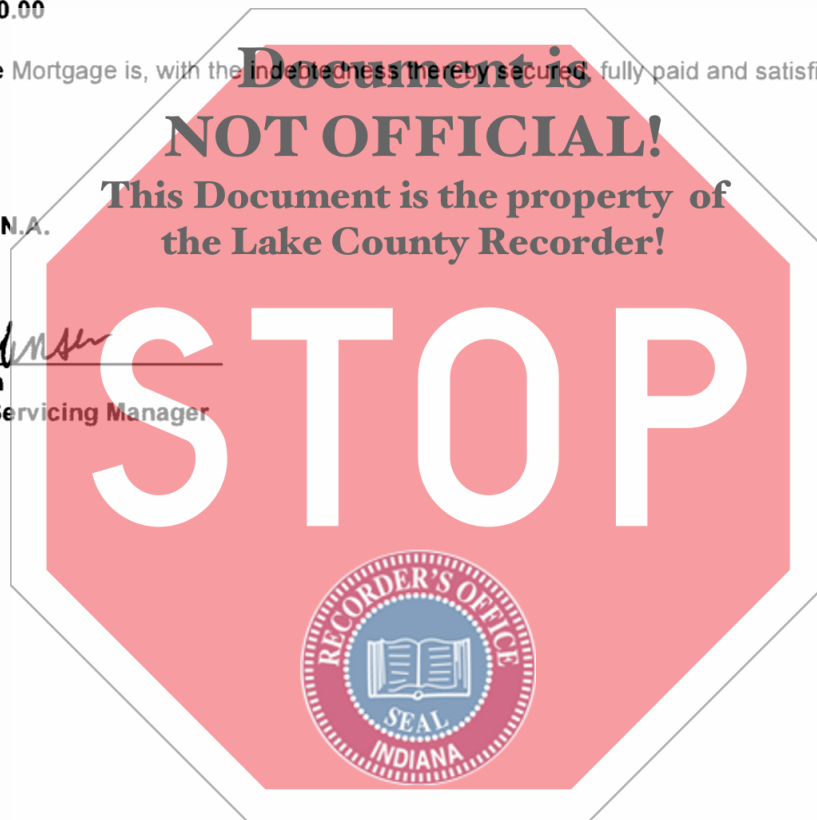 0.00
Document is
Mortgage is, with the indebtedness thereby secured, fully paid and satisfi
NOT OFFICIAL!
This Document is the property of
the Lake County Recorder!
N.A.
STOP
Servicing Manager
RECORDER'S OFFICE
SEAL
INDIANA